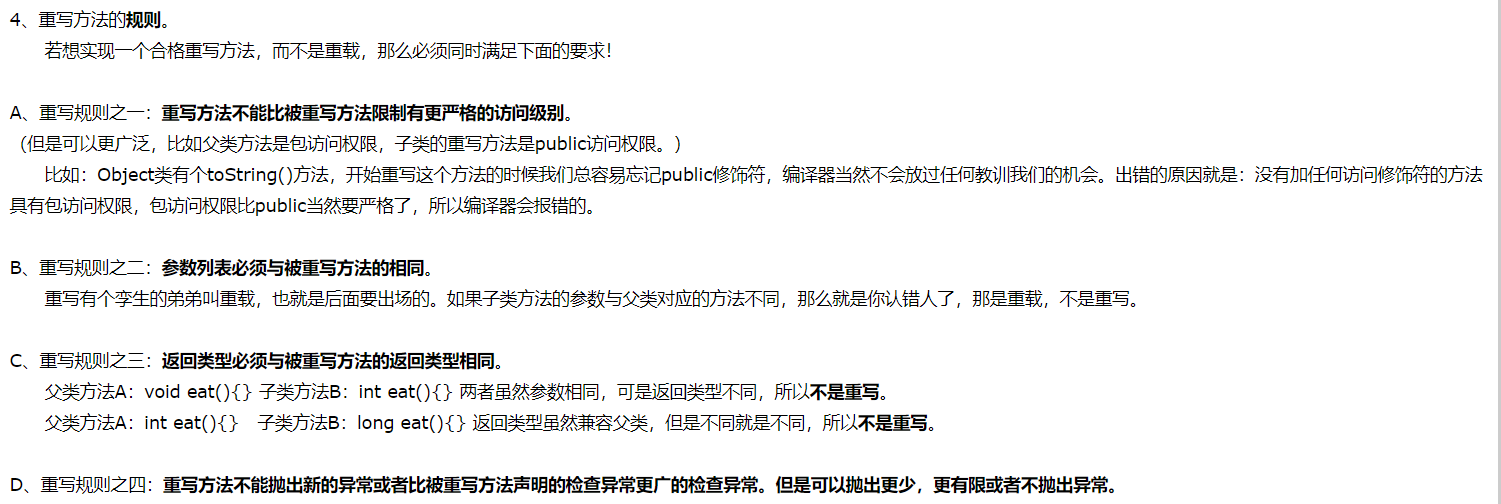 4、重写方法的规则。
若想实现一个合格重写方法，而不是重载，那么必须同时满足下面的要求！
A、重写规则之一：重写方法不能比被重写方法限制有更严格的访问级别。
（但是可以更广泛，比如父类方法是包访问权限，子类的重写方法是public访问权限。）
比如：Object类有个toString()方法，开始重写这个方法的时候我们总容易忘记public修饰符，编译器当然不会放过任何教训我们的机会。出错的原因就是：没有加任何访问修饰符的方法
具有包访问权限，包访问权限比public当然要严格了，所以编译器会报错的。
B、重写规则之二：参数列表必须与被重写方法的相同。
重写有个孪生的弟弟叫重载，也就是后面要出场的。如果子类方法的参数与父类对应的方法不同，那么就是你认错人了，那是重载，不是重写。
C、重写规则之三：返回类型必须与被重写方法的返回类型相同。
父类方法A：void eat(){} 子类方法B：int eat(){} 两者虽然参数相同，可是返回类型不同，所以不是重写。
父类方法A：int eat(){} 子类方法B：long eat(){} 返回类型虽然兼容父类，但是不同就是不同，所以不是重写。
D、重写规则之四：重写方法不能抛出新的异常或者比被重写方法声明的检查异常更广的检查异常。但是可以抛出更少，更有限或者不抛出异常。